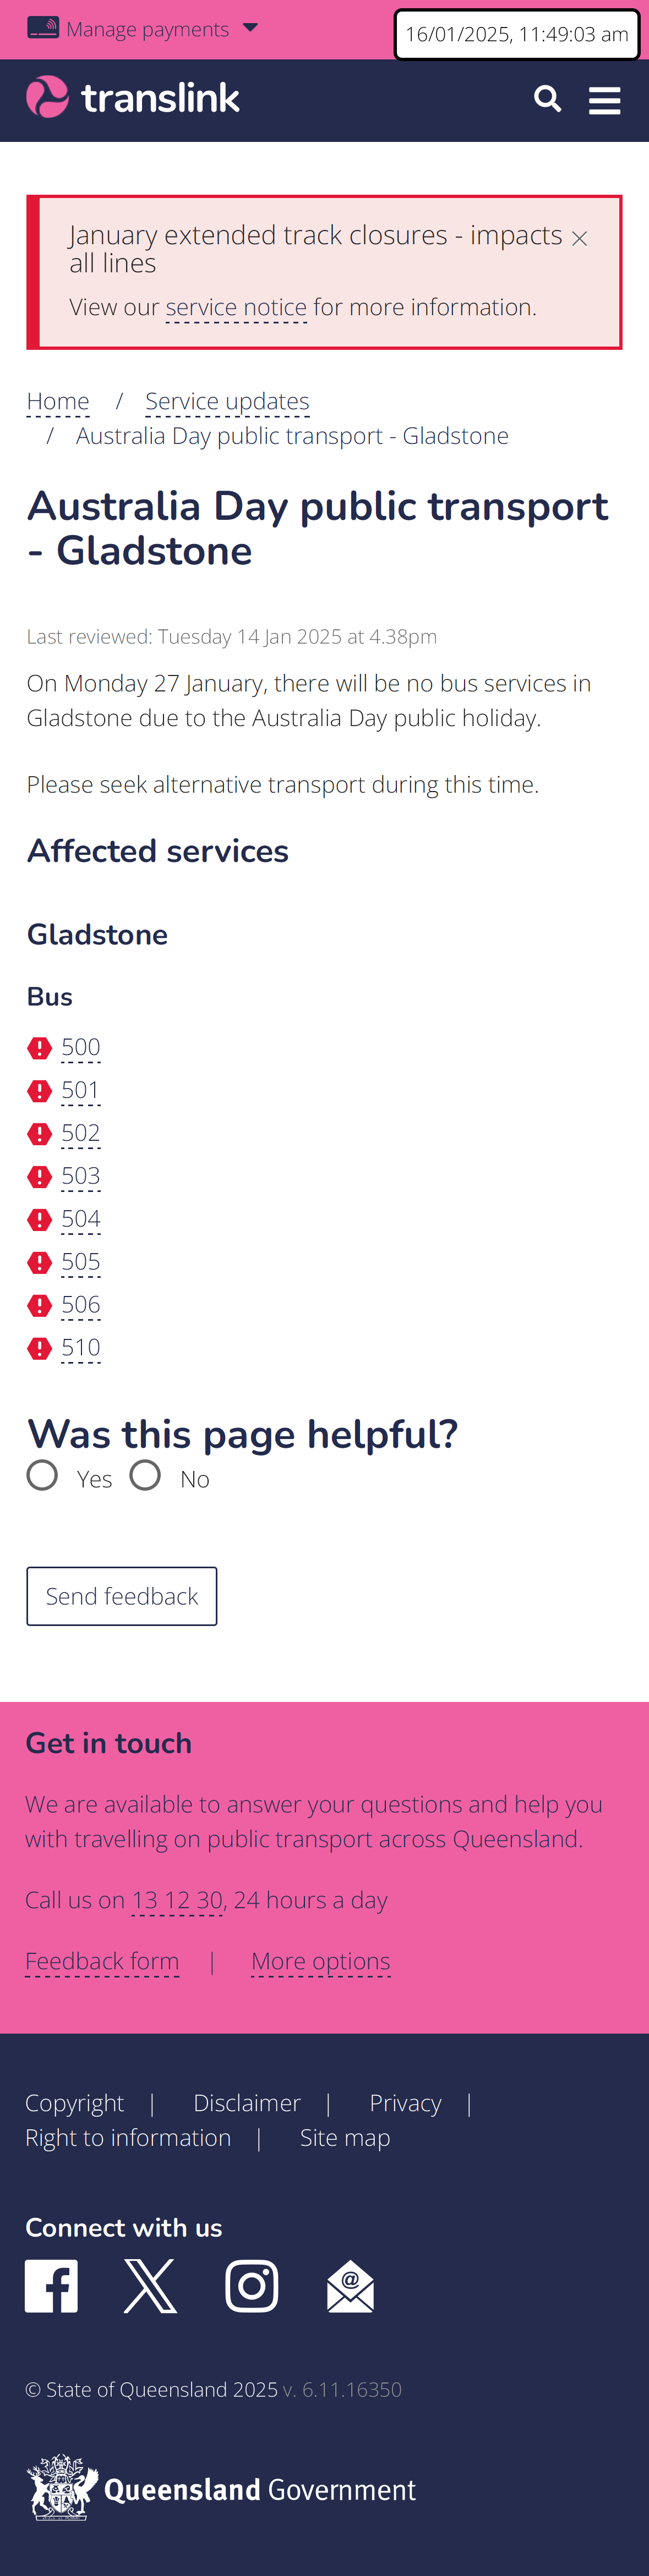 Manage payments
16/01/2025, 11:49:03 am
translink
January extended track closures - impacts
all lines
View our service notice for more information.
Home / Service updates
/ Australia Day public transport - Gladstone
Australia Day public transport
- Gladstone
Last reviewed: Tuesday 14 Jan 2025 at 4.38pm
On Monday 27 January, there will be no bus services in
Gladstone due to the Australia Day public holiday.
Please seek alternative transport during this time.
Affected services
Gladstone
Bus
500
501
502
503
504
505
506
510
Was this page helpful?
Yes No
Send feedback
Get in touch
We are available to answer your questions and help you
with travelling on public transport across Queensland.
Call us on 13 12 30, 24 hours a day
Feedback form | More options
Copyright | Disclaimer | Privacy |
Right to information | Site map
Connect with us
© State of Queensland 2025 v. 6.11.16350
Queensland Government